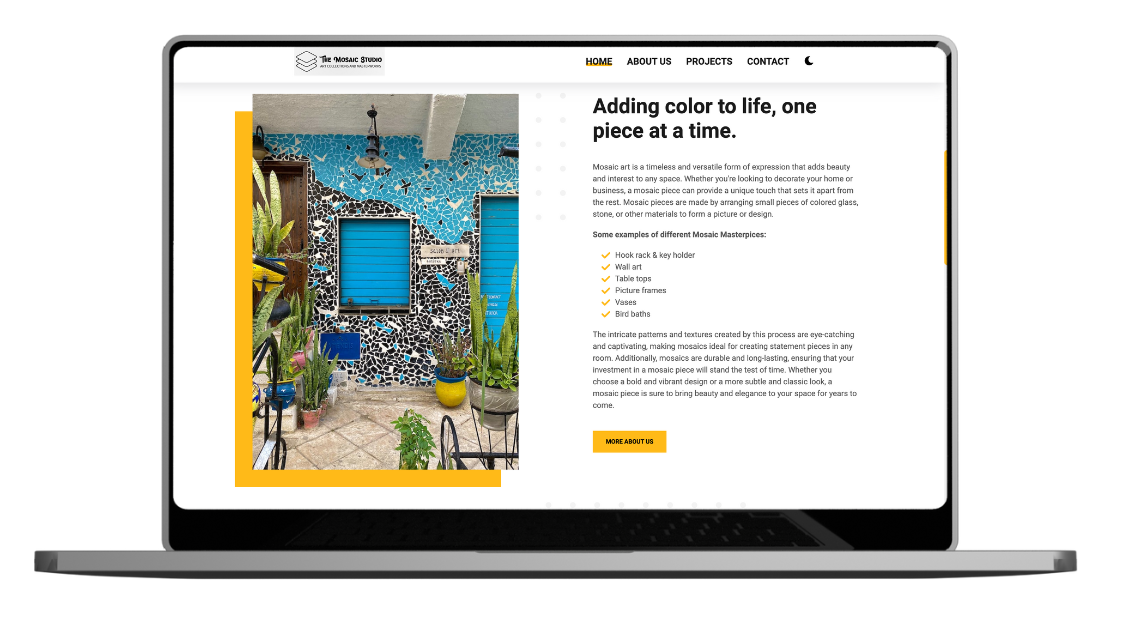 The Mosaic Studio
ART COLLECTIONS AND MASTERWORKS
HOME ABOUT US PROJECTS CONTACT
Adding color to life, one
piece at a time.
Mosaic art is a timeless and versatile form of expression that adds beauty
and interest to any space. Whether you're looking to decorate your home or
business, a mosaic piece can provide a unique touch that sets it apart from
the rest. Mosaic pieces are made by arranging small pieces of colored glass,
stone, or other materials to form a picture or design.
Some examples of different Mosaic Masterpices:
Hook rack & key holder
Wall art
Table tops
Picture frames
Vases
Bird baths
The intricate patterns and textures created by this process are eye-catching
and captivating, making mosaics ideal for creating statement pieces in any
room. Additionally, mosaics are durable and long-lasting, ensuring that your
investment in a mosaic piece will stand the test of time. Whether you
choose a bold and vibrant design or a more subtle and classic look, a
mosaic piece is sure to bring beauty and elegance to your space for years to
come.
MORE ABOUT US